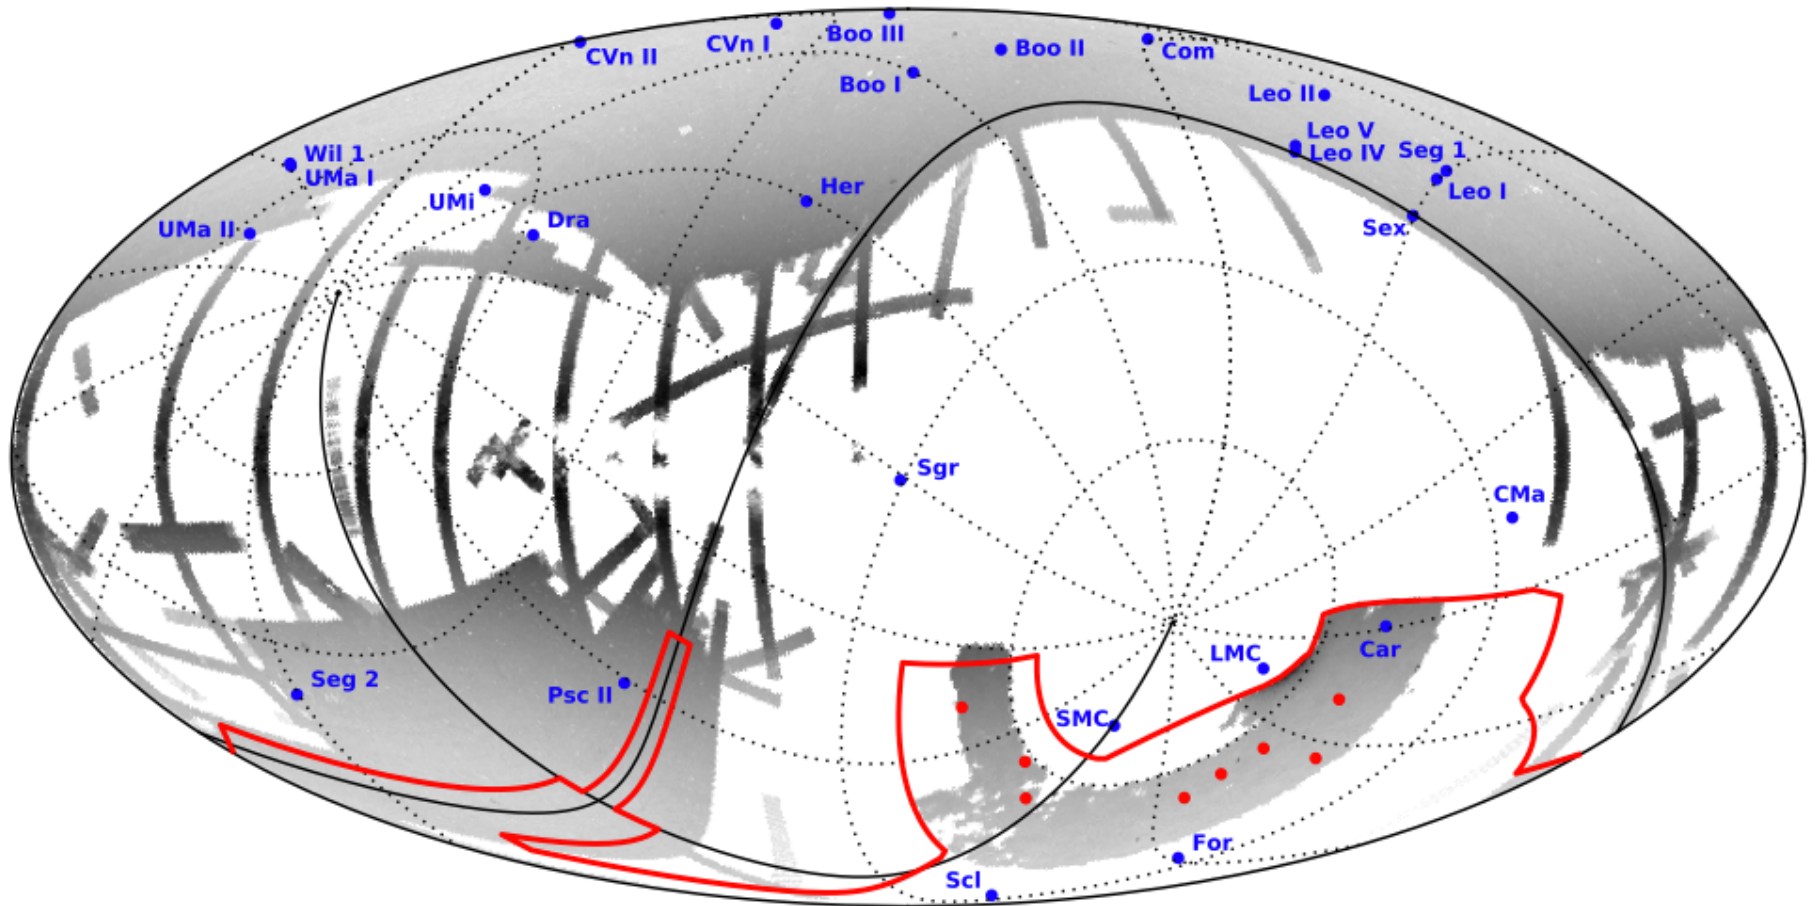 CVn II
CVn I
Boo III
Boo II
Com
Boo I
Leo II
Leo V
Leo IV
Seg 1
Leo I
Wil 1
UMa I
UMi
Her
Dra
UMa II
Sex
Sgr
CMa
Seg 2
Psc II
LMC
Car
SMC
For
Scl